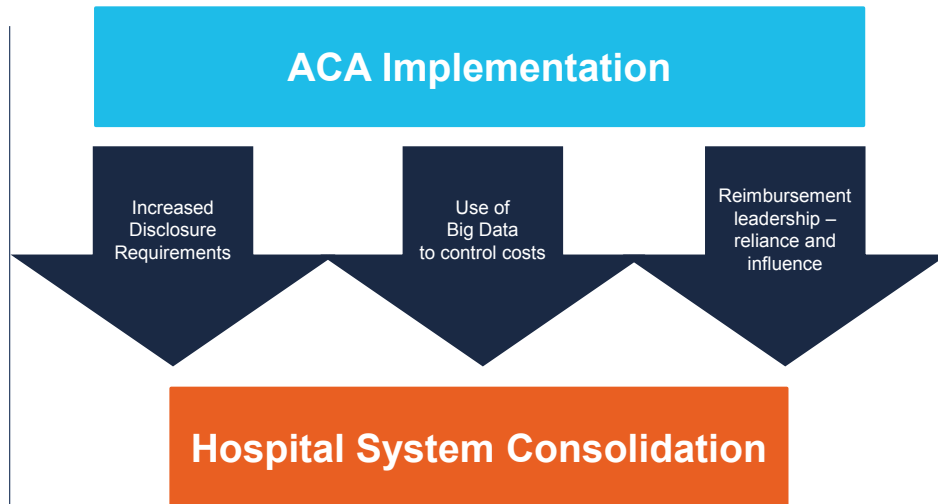 ACA Implementation
Increased
Disclosure
Requirements
Use of
Big Data
to control costs
Reimbursement
leadership –
reliance and
influence
Hospital System Consolidation